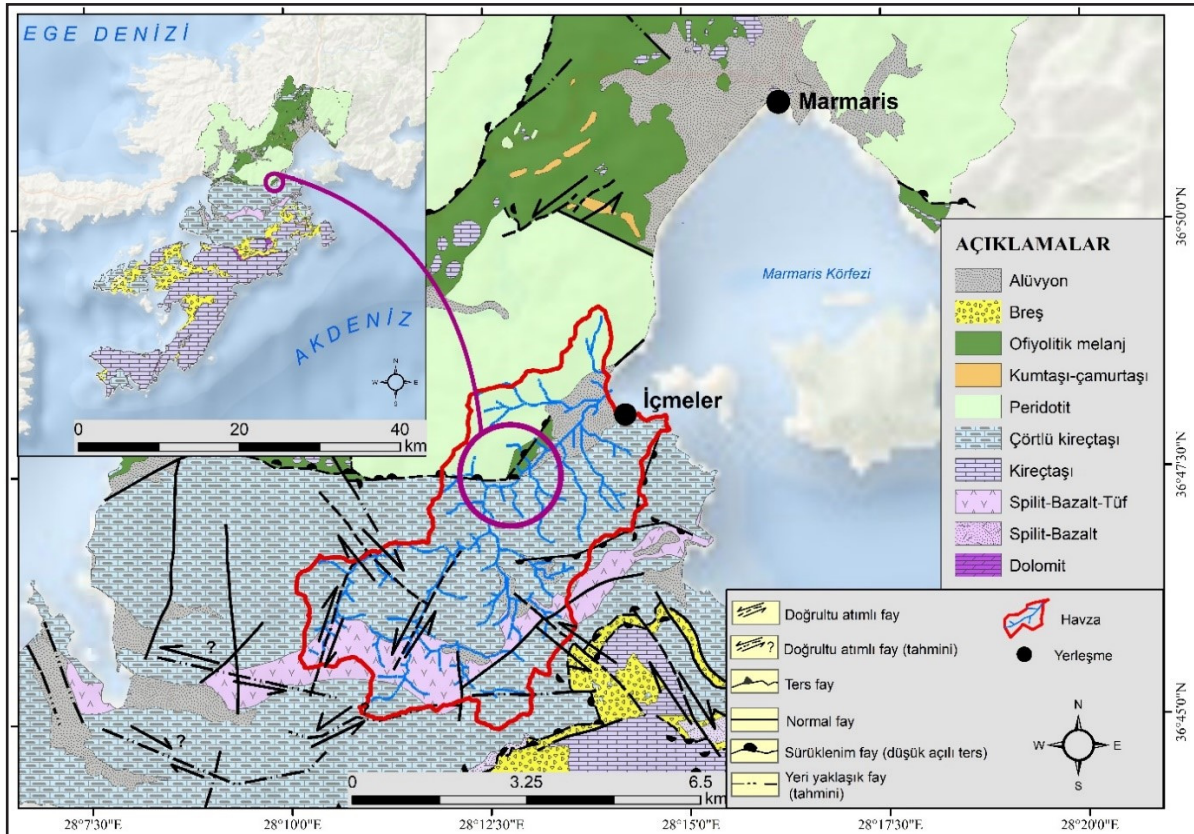 EGE DENİZİ
AKDENİZ
N
W
E
S
0
20
40
km
Marmaris
Marmaris Körfezi
İçmeler
?
?
36°50'0"N
36°47'30"N
36°45'0"N
AÇIKLAMALAR
Alüvyon
Breş
Ofiyolitik melanj
Kumtaşı-çamurtaşı
Peridotit
Çörtlü kireçtaşı
Kireçtaşı
Spilit-Bazalt-Tüf
Spilit-Bazalt
Dolomit
Doğrultu atımlı fay
? Doğrultu atımlı fay (tahmini)
Ters fay
Normal fay
Sürüklenim fay (düşük açılı ters)
Yeri yaklaşık fay
(tahmini)
Havza
Yerleşme
N
W
E
S
0
3.25
6.5
km
28°7'30"E
28°10'0"E
28°12'30"E
28°15'0"E
28°17'30"E
28°20'0"E